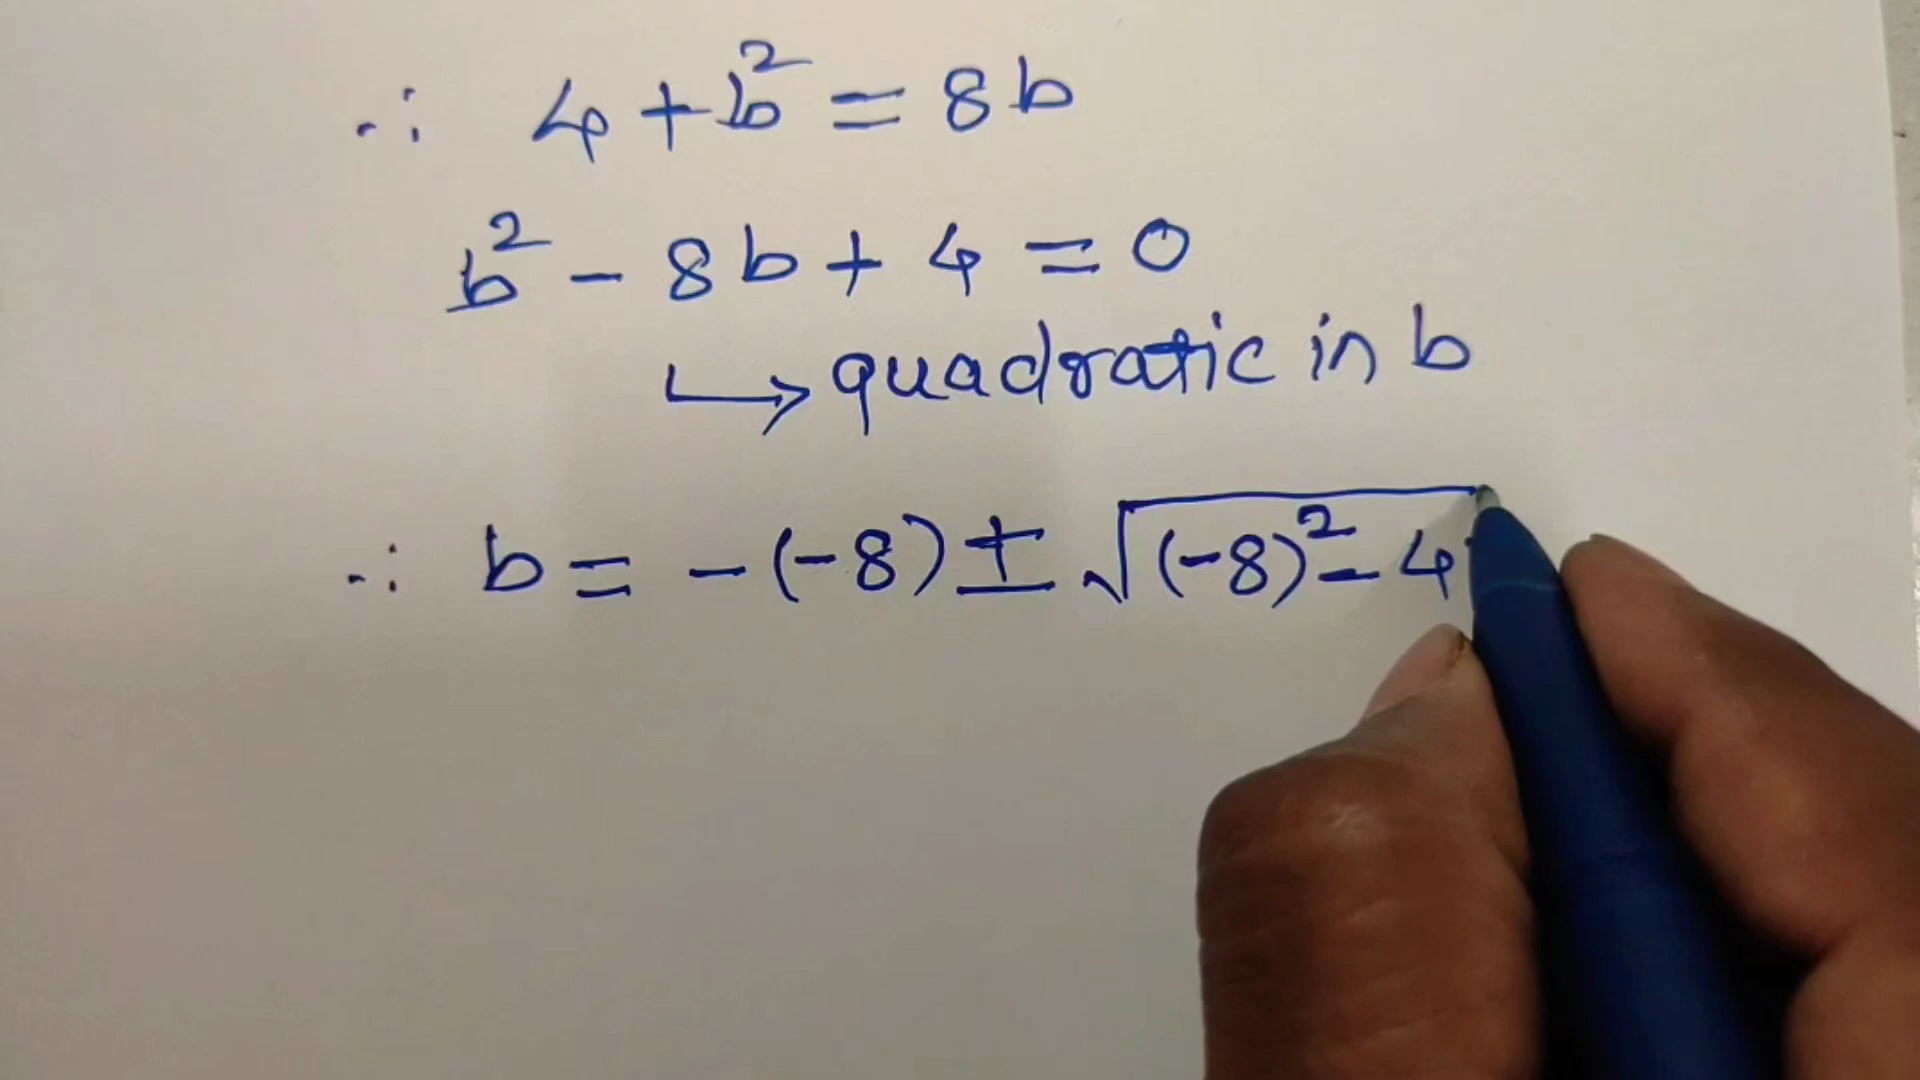 ∴ 4 + b² = 8b
b² - 8b + 4 = 0
↳ quadratic in b
∴ b = -(-8) ± √(-8)² - 4